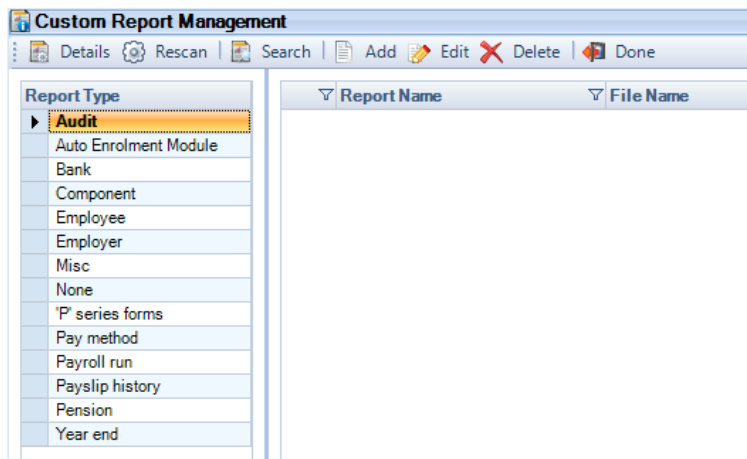 Custom Report Management
Details Rescan Search Add Edit Delete Done
Report Type
Audit
Auto Enrolment Module
Bank
Component
Employee
Employer
Misc
None
'P' series forms
Pay method
Payroll run
Payslip history
Pension
Year end
Report Name File Name